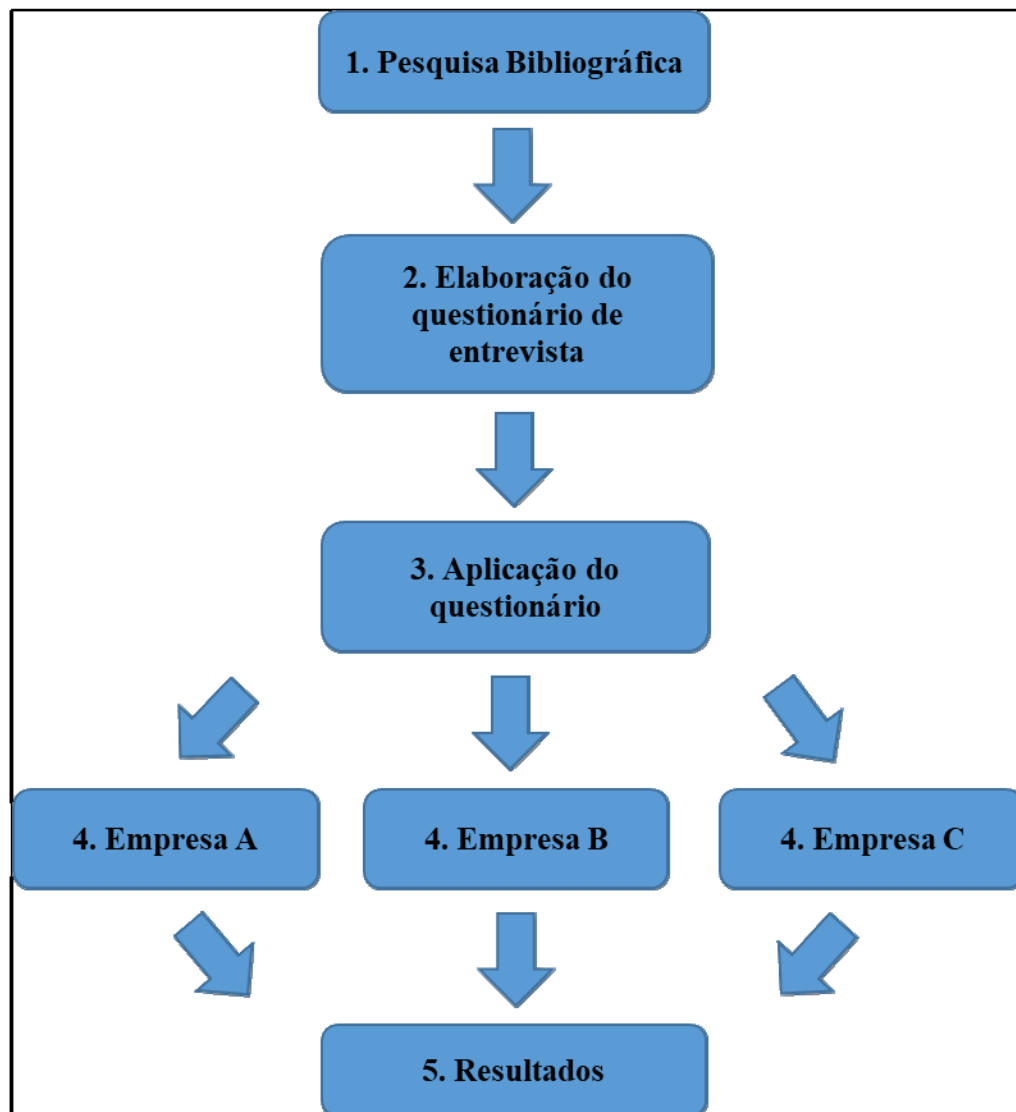 1. Pesquisa Bibliográfica
2. Elaboração do
questionário de
entrevista
3. Aplicação do
questionário
4. Empresa A
4. Empresa B
4. Empresa C
5. Resultados